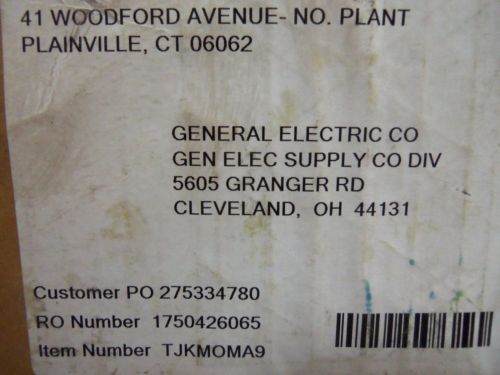 41 WOODFORD AVENUE- NO. PLANT
PLAINVILLE, CT 06062
GENERAL ELECTRIC CO
GEN ELEC SUPPLY CO DIV
5605 GRANGER RD
CLEVELAND, OH 44131
Customer PO 275334780
RO Number 1750426065
Item Number TJKMOMA9